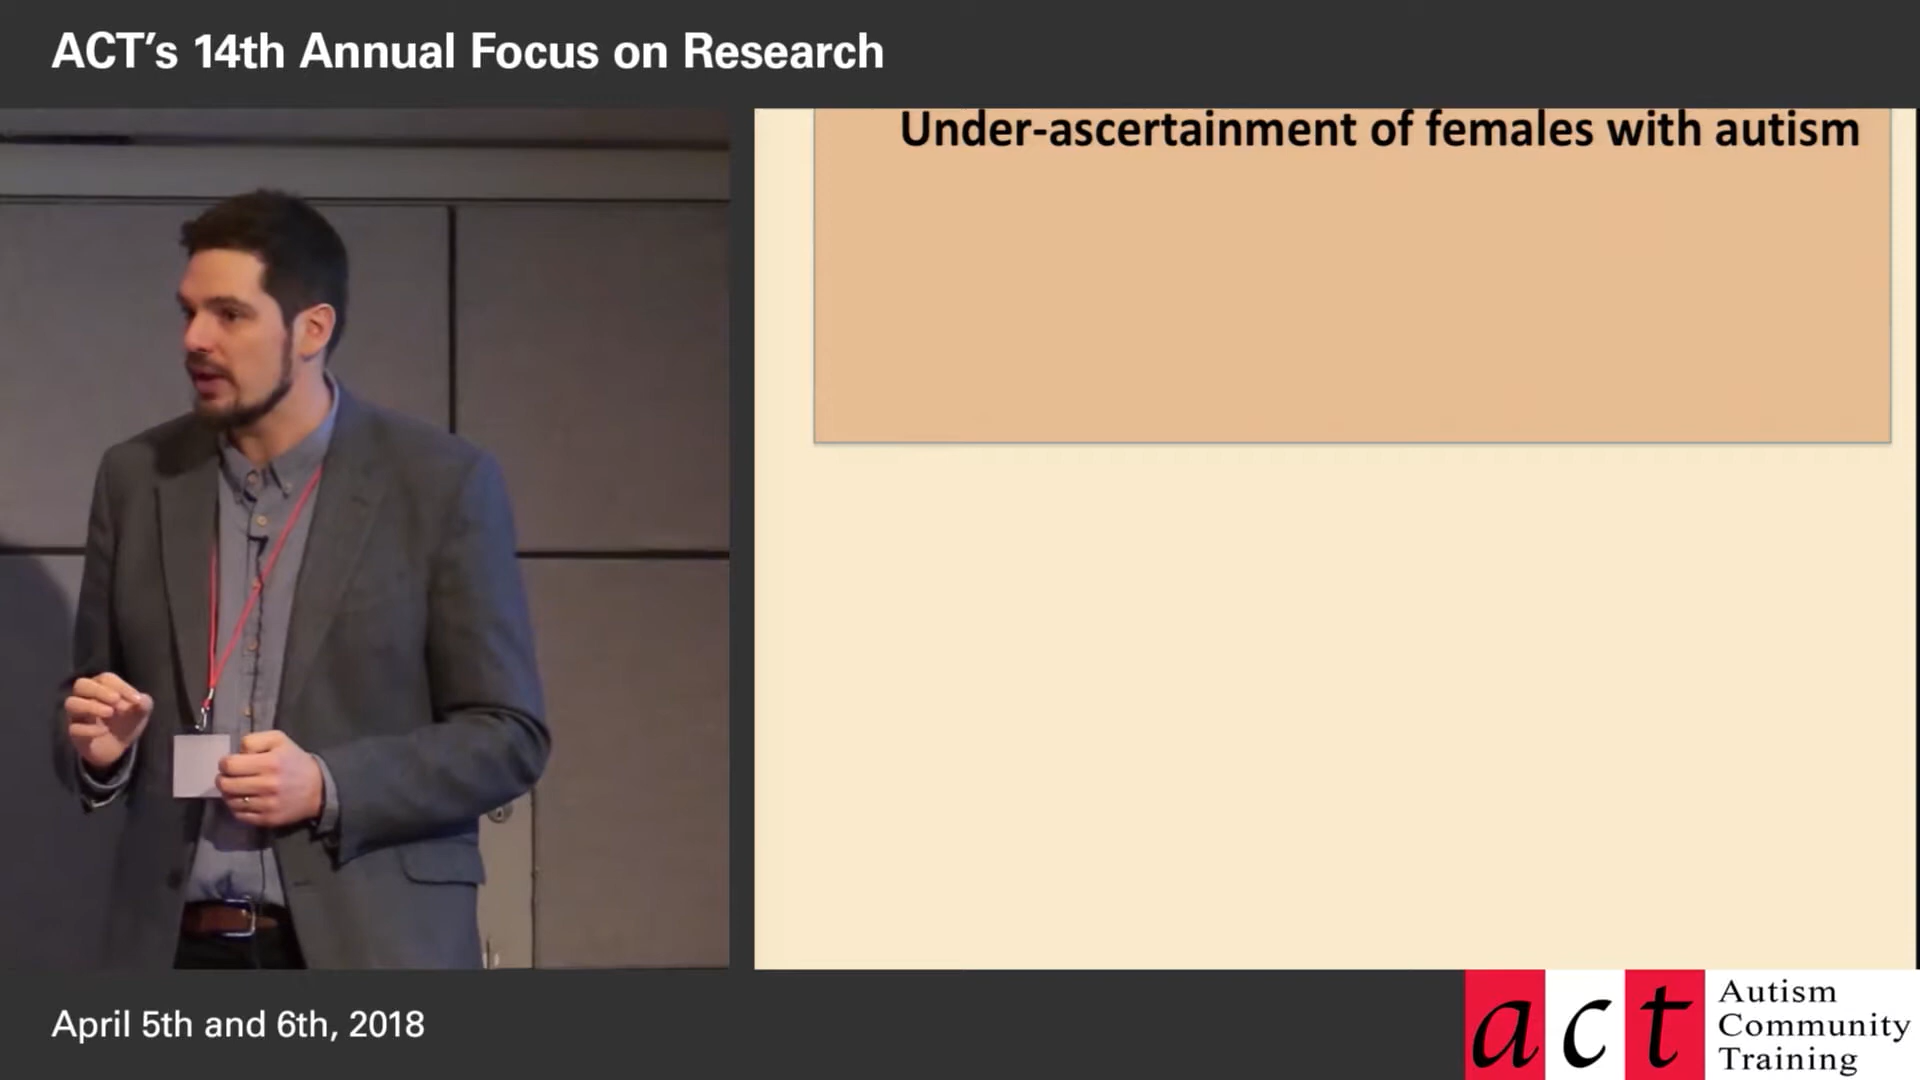 ACT's 14th Annual Focus on Research
Under-ascertainment of females with autism
April 5th and 6th, 2018
act
Autism
Community
Training